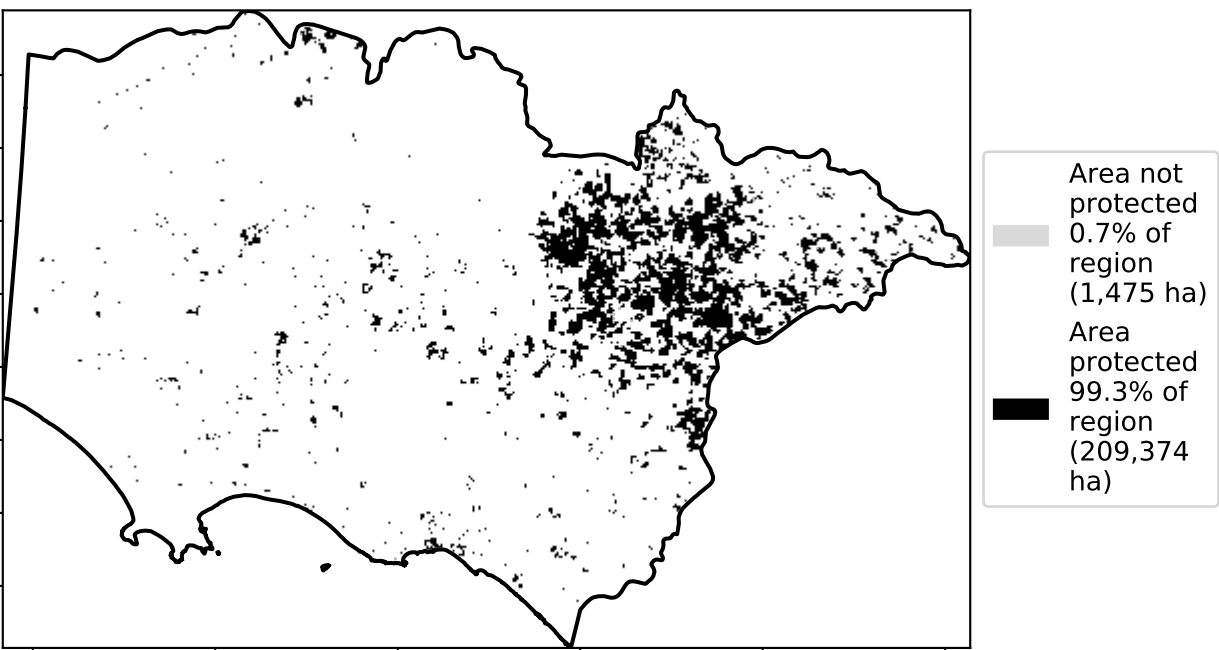 Area not
protected
0.7% of
region
(1,475 ha)
Area
protected
99.3% of
region
(209,374
ha)